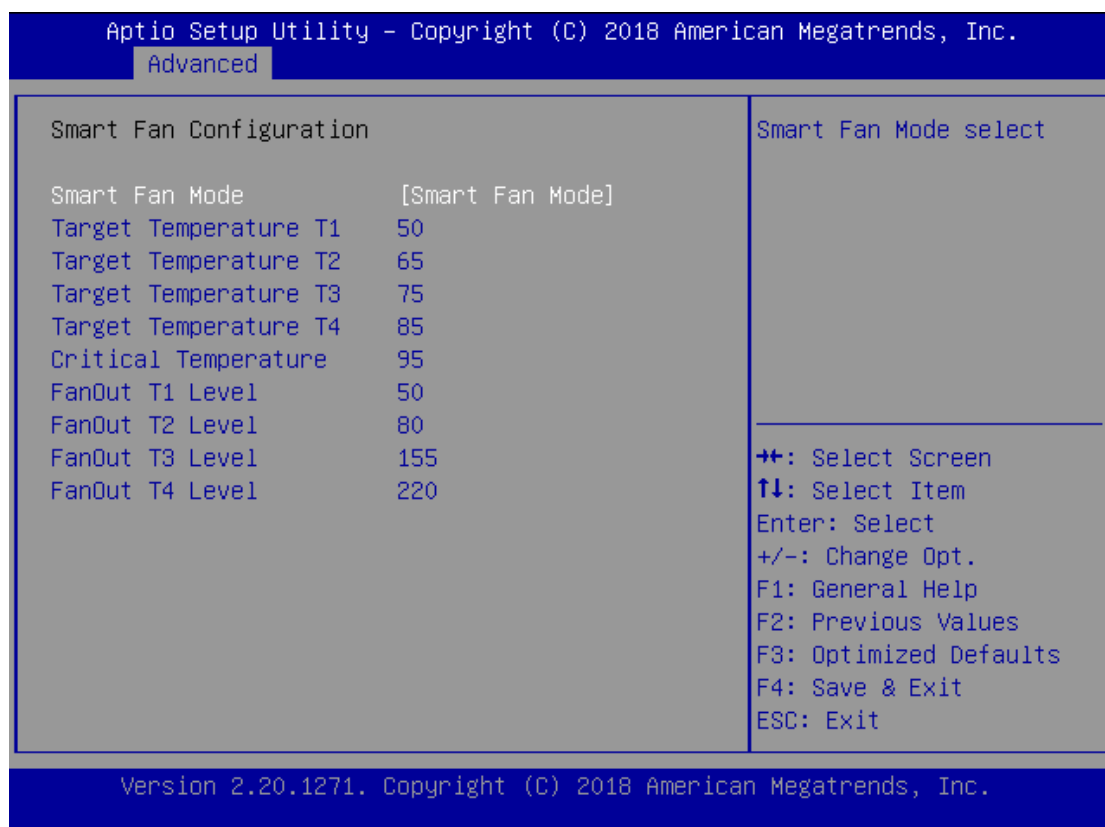 Aptio Setup Utility – Copyright (C) 2018 American Megatrends, Inc.
Advanced
Smart Fan Configuration
Smart Fan Mode [Smart Fan Mode]
Target Temperature T1 50
Target Temperature T2 65
Target Temperature T3 75
Target Temperature T4 85
Critical Temperature 95
FanOut T1 Level 50
FanOut T2 Level 80
FanOut T3 Level 155
FanOut T4 Level 220
Smart Fan Mode select
→←: Select Screen
↑↓: Select Item
Enter: Select
+/-: Change Opt.
F1: General Help
F2: Previous Values
F3: Optimized Defaults
F4: Save & Exit
ESC: Exit
Version 2.20.1271. Copyright (C) 2018 American Megatrends, Inc.